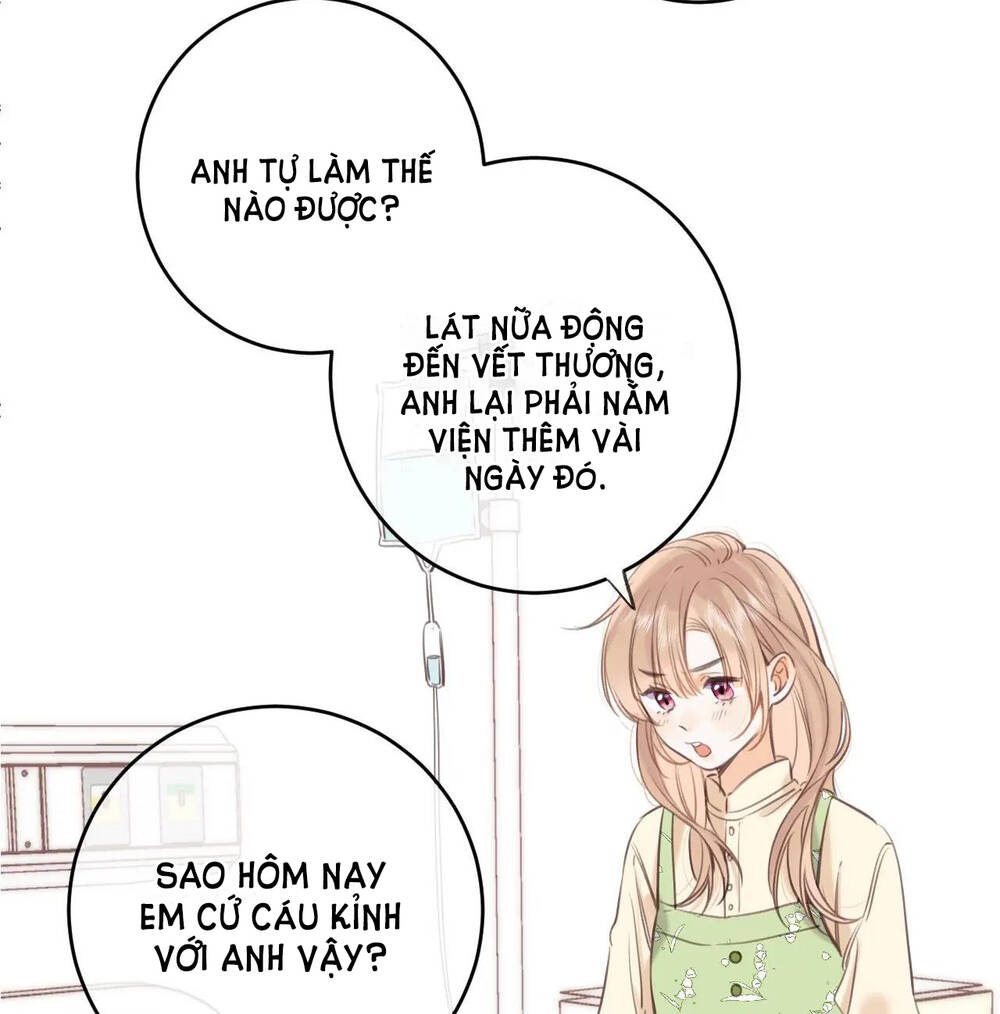 ANH TỰ LÀM THẾ
NÀO ĐƯỢC?
LÁT NỮA ĐỘNG
ĐẾN VẾT THƯƠNG,
ANH LẠI PHẢI NẰM
VIỆN THÊM VÀI
NGÀY ĐÓ.
SAO HÔM NAY
EM CỨ CÁU KỈNH
VỚI ANH VẬY?